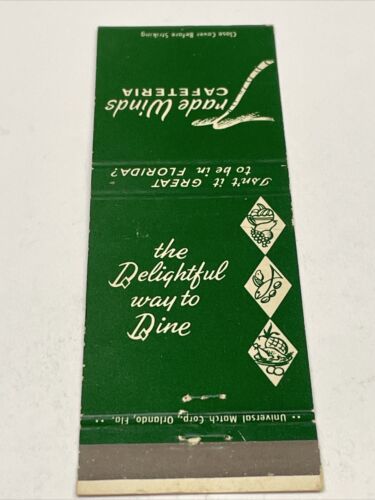 Close Cover Before Striking
Trade Winds
CAFETERIA
Isn't it GREAT
to be in FLORIDA?
the
Delightful
way to
Dine
•• Universal Match Corp., Orlando, Fla. ••